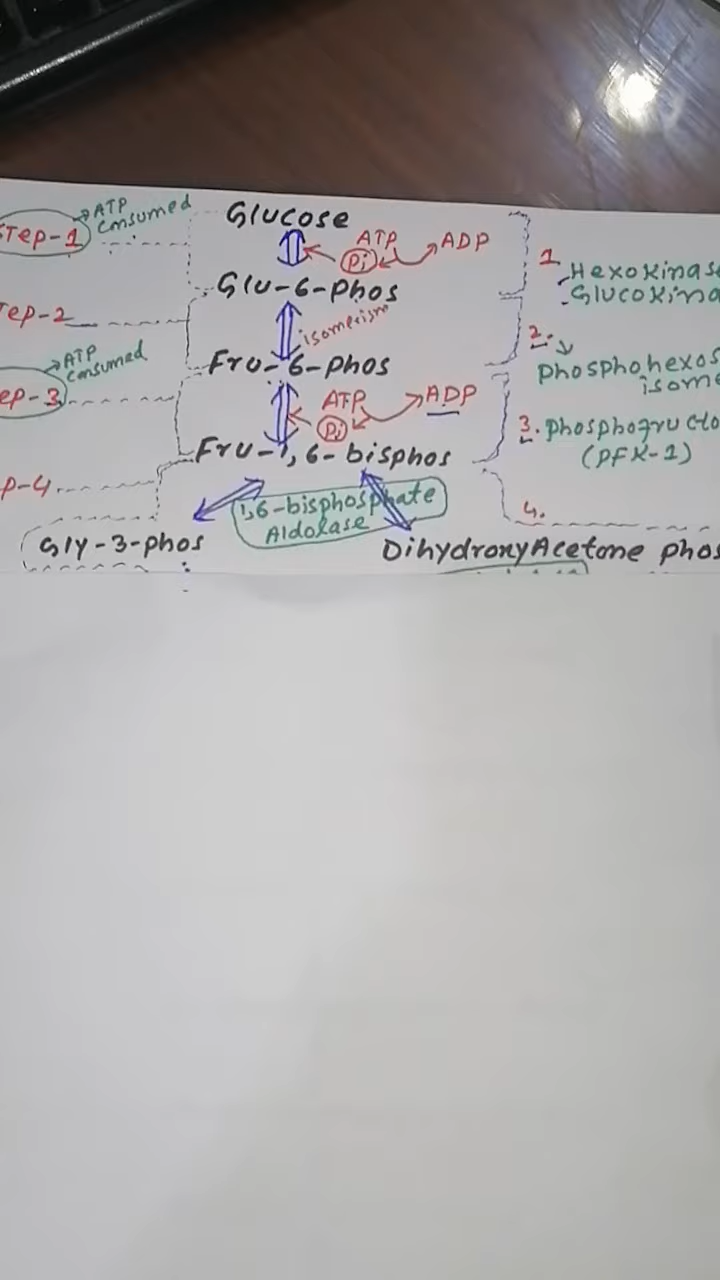 ATP
consumed
Step-1
Glucose
ATP
ADP
Pi
1
Hexokinas
Glucokina
Glu-6-phos
Tep-2
isomerism
2.
ATP
consumed
Fru-6-phos
phosphohexos
isome
ep-3
ATP
ADP
Pi
3. phosphofructo
(PFK-1)
Fru-1,6-bisphos
p-4
1,6-bisphosphate
Aldolase
4.
Gly-3-phos
DihydroxyAcetone phos